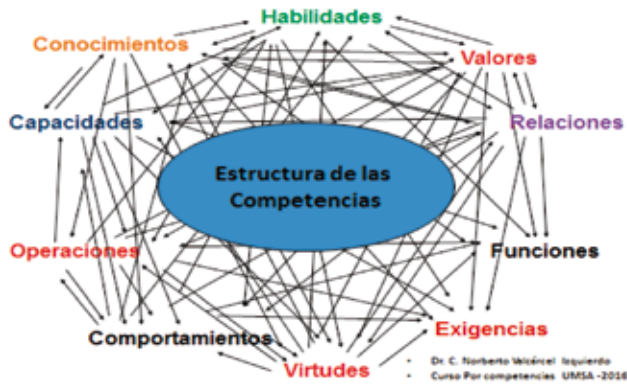 Habilidades
Conocimientos
Valores
Capacidades
Relaciones
Estructura de las
Competencias
Operaciones
Funciones
Comportamientos
Exigencias
Virtudes
• Dr. C. Norberto Valcárcel Izquierdo
• Curso Por competencias UMSA -2016